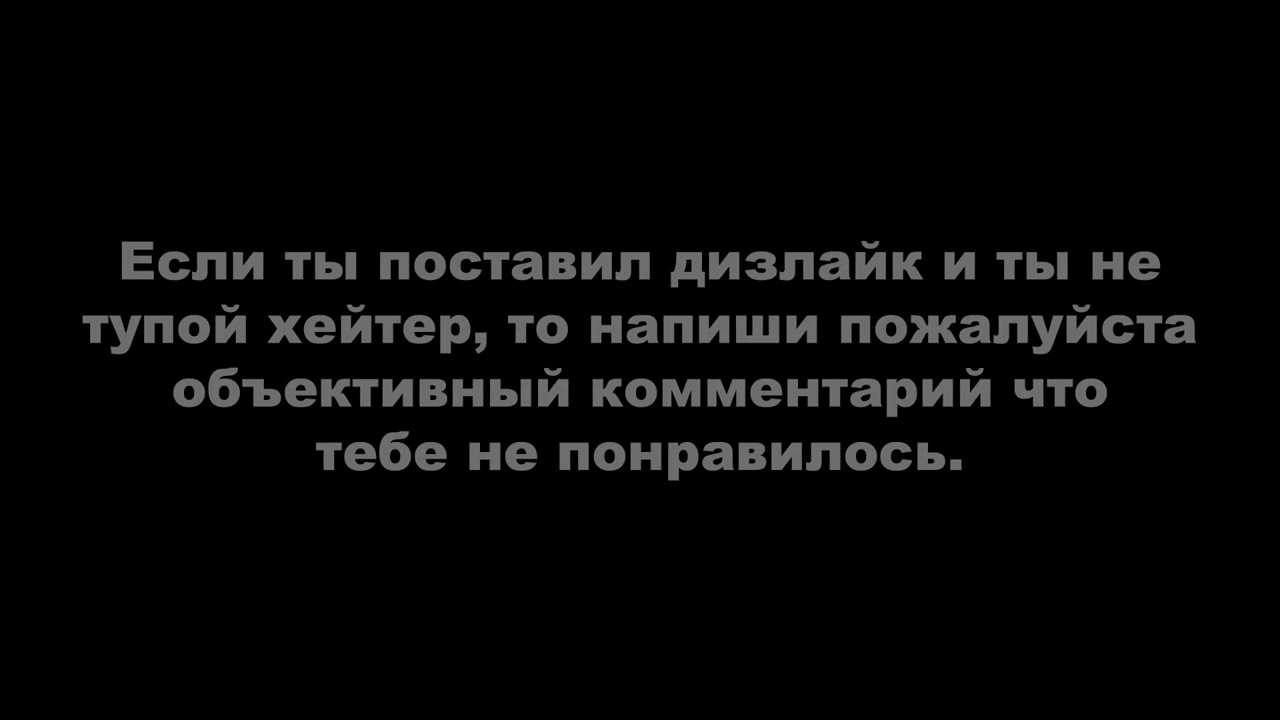 Если ты поставил дизлайк и ты не
тупой хейтер, то напиши пожалуйста
объективный комментарий что
тебе не понравилось.